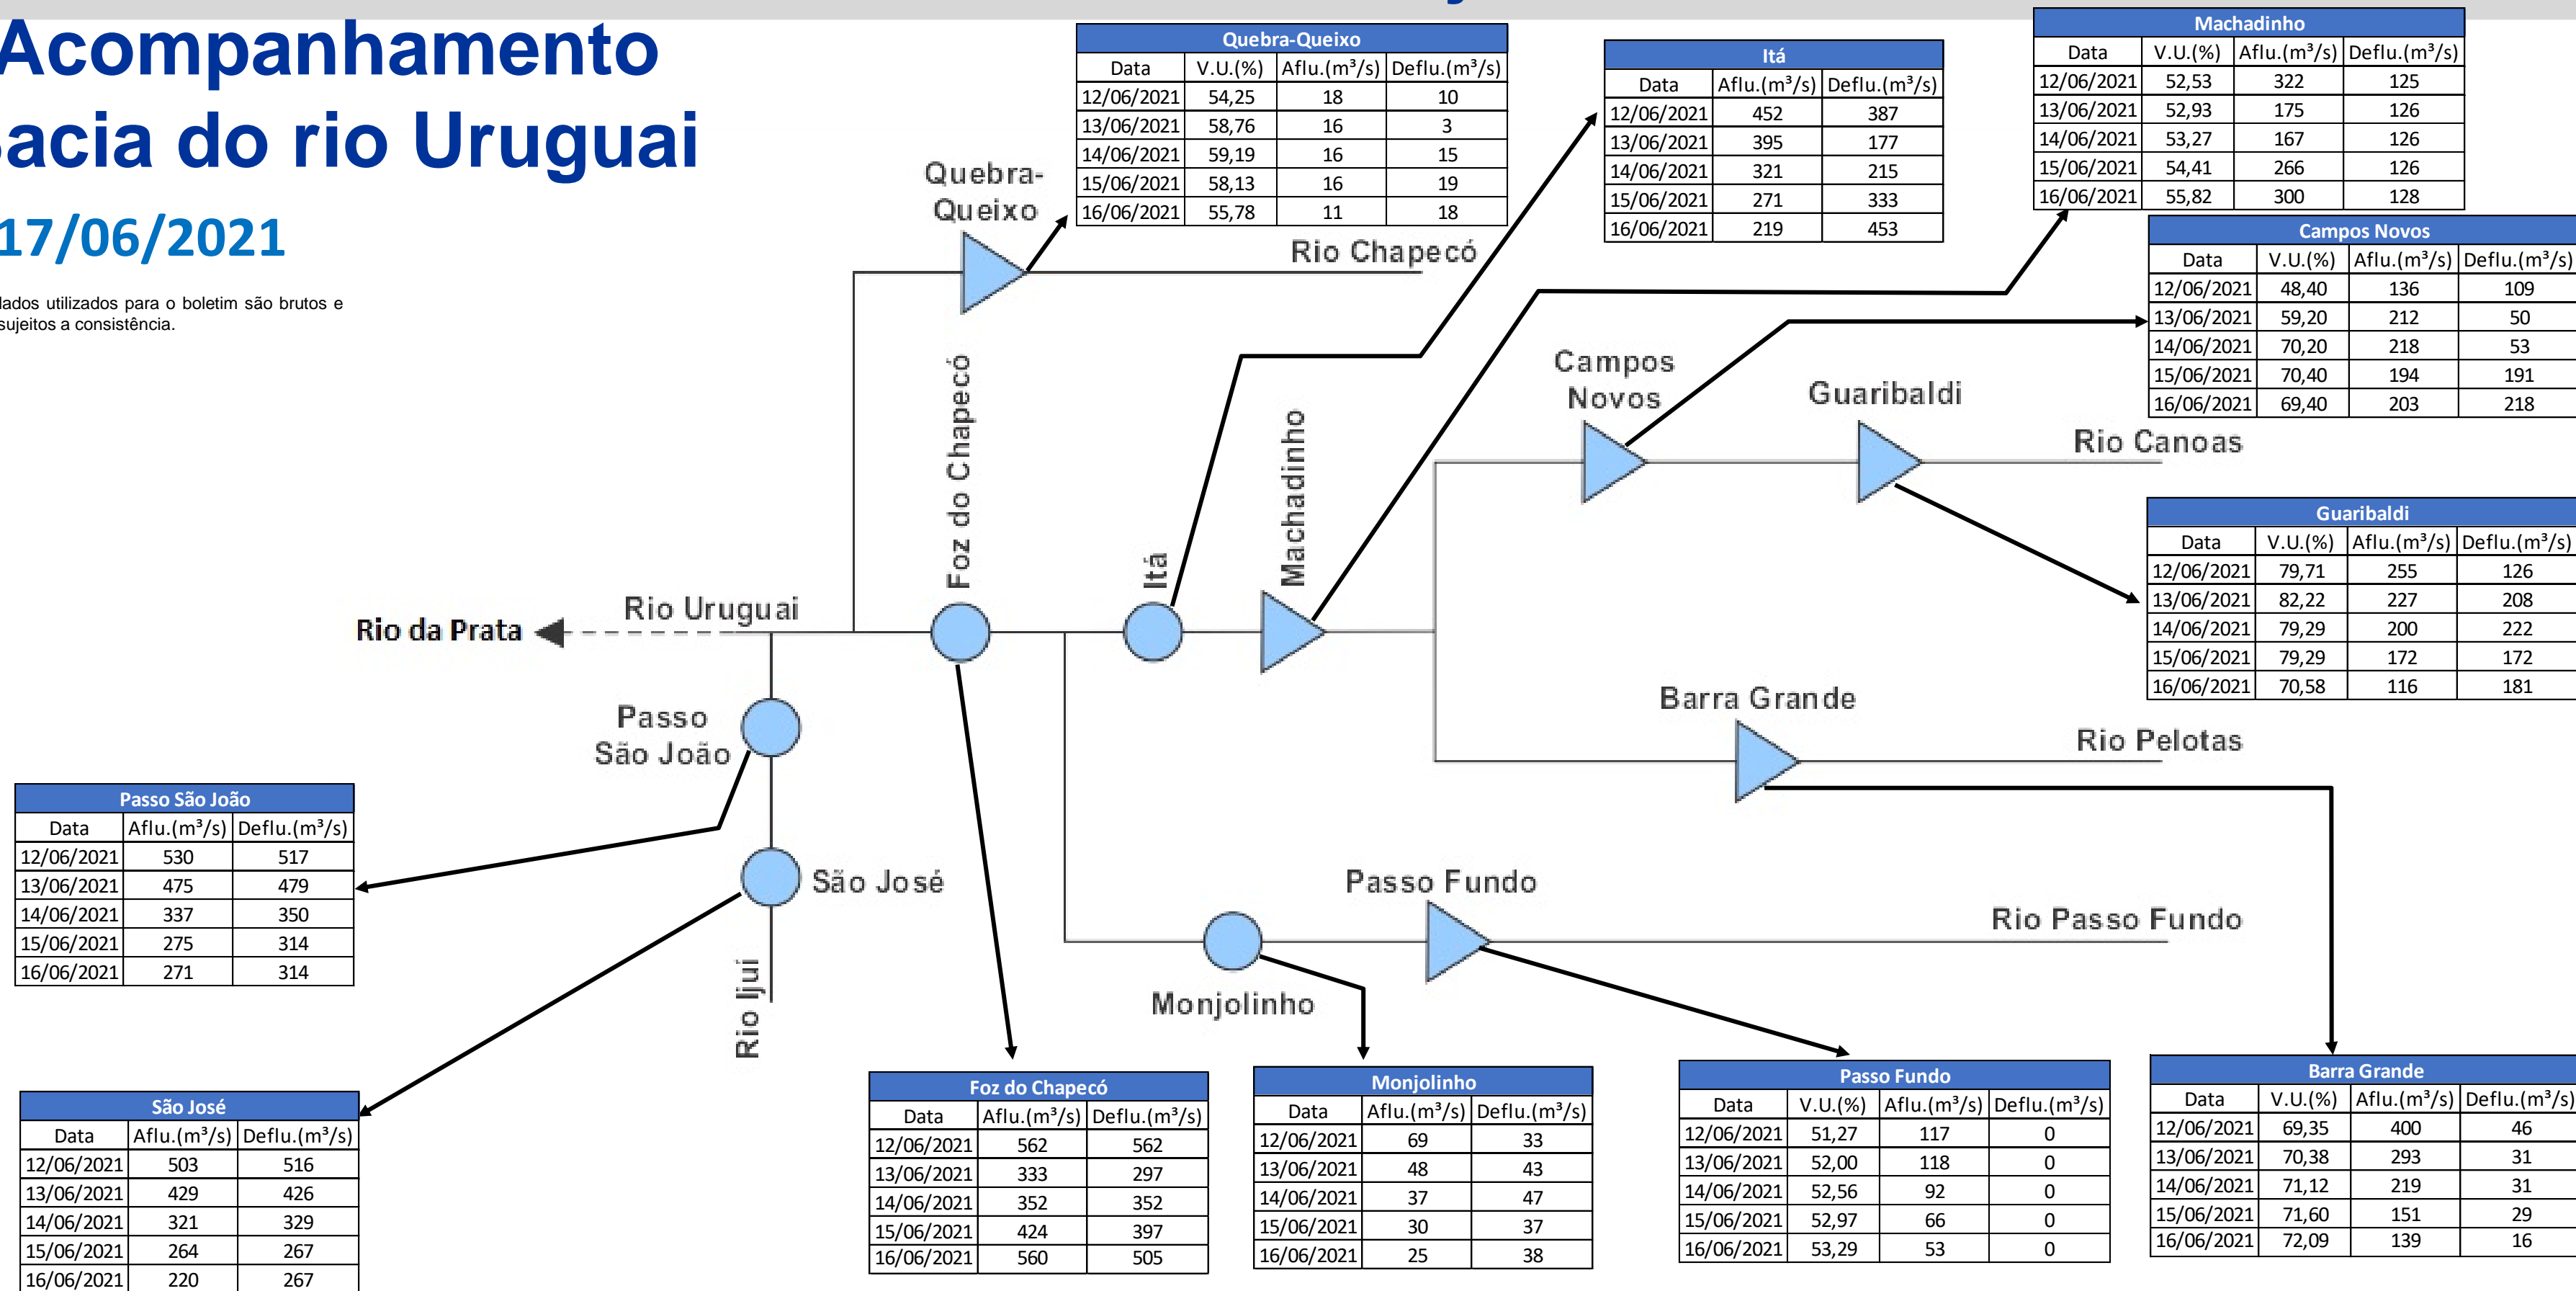 Acompanhamento
acia do rio Uruguai
17/06/2021
dados utilizados para o boletim são brutos e
sujeitos a consistência.
Quebra-Queixo
Data V.U.(%) Aflu.(m³/s) Deflu.(m³/s)
12/06/2021 54,25 18 10
13/06/2021 58,76 16 3
14/06/2021 59,19 16 15
15/06/2021 58,13 16 19
16/06/2021 55,78 11 18
Itá
Data Aflu.(m³/s) Deflu.(m³/s)
12/06/2021 452 387
13/06/2021 395 177
14/06/2021 321 215
15/06/2021 271 333
16/06/2021 219 453
Machadinho
Data V.U.(%) Aflu.(m³/s) Deflu.(m³/s)
12/06/2021 52,53 322 125
13/06/2021 52,93 175 126
14/06/2021 53,27 167 126
15/06/2021 54,41 266 126
16/06/2021 55,82 300 128
Campos Novos
Data V.U.(%) Aflu.(m³/s) Deflu.(m³/s)
12/06/2021 48,40 136 109
13/06/2021 59,20 212 50
14/06/2021 70,20 218 53
15/06/2021 70,40 194 191
16/06/2021 69,40 203 218
Quebra-
Queixo
Rio Chapecó
Foz do Chapecó
Itá
Machadinho
Campos
Novos
Guaribaldi
Rio Canoas
Guaribaldi
Data V.U.(%) Aflu.(m³/s) Deflu.(m³/s)
12/06/2021 79,71 255 126
13/06/2021 82,22 227 208
14/06/2021 79,29 200 222
15/06/2021 79,29 172 172
16/06/2021 70,58 116 181
Rio da Prata
Rio Uruguai
Barra Grande
Rio Pelotas
Passo
São João
São José
Rio Ijuí
Passo Fundo
Rio Passo Fundo
Monjolinho
Passo São João
Data Aflu.(m³/s) Deflu.(m³/s)
12/06/2021 530 517
13/06/2021 475 479
14/06/2021 337 350
15/06/2021 275 314
16/06/2021 271 314
São José
Data Aflu.(m³/s) Deflu.(m³/s)
12/06/2021 503 516
13/06/2021 429 426
14/06/2021 321 329
15/06/2021 264 267
16/06/2021 220 267
Foz do Chapecó
Data Aflu.(m³/s) Deflu.(m³/s)
12/06/2021 562 562
13/06/2021 333 297
14/06/2021 352 352
15/06/2021 424 397
16/06/2021 560 505
Monjolinho
Data Aflu.(m³/s) Deflu.(m³/s)
12/06/2021 69 33
13/06/2021 48 43
14/06/2021 37 47
15/06/2021 30 37
16/06/2021 25 38
Passo Fundo
Data V.U.(%) Aflu.(m³/s) Deflu.(m³/s)
12/06/2021 51,27 117 0
13/06/2021 52,00 118 0
14/06/2021 52,56 92 0
15/06/2021 52,97 66 0
16/06/2021 53,29 53 0
Barra Grande
Data V.U.(%) Aflu.(m³/s) Deflu.(m³/s)
12/06/2021 69,35 400 46
13/06/2021 70,38 293 31
14/06/2021 71,12 219 31
15/06/2021 71,60 151 29
16/06/2021 72,09 139 16